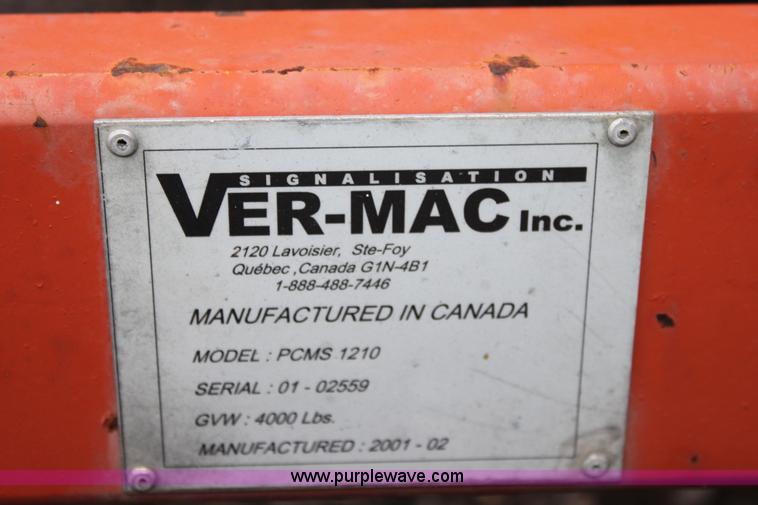 SIGNALISATION
VER-MAC Inc.
2120 Lavoisier, Ste-Foy
Québec ,Canada G1N-4B1
1-888-488-7446
MANUFACTURED IN CANADA
MODEL : PCMS 1210
SERIAL : 01 - 02559
GVW : 4000 Lbs.
MANUFACTURED : 2001 - 02
www.purplewave.com